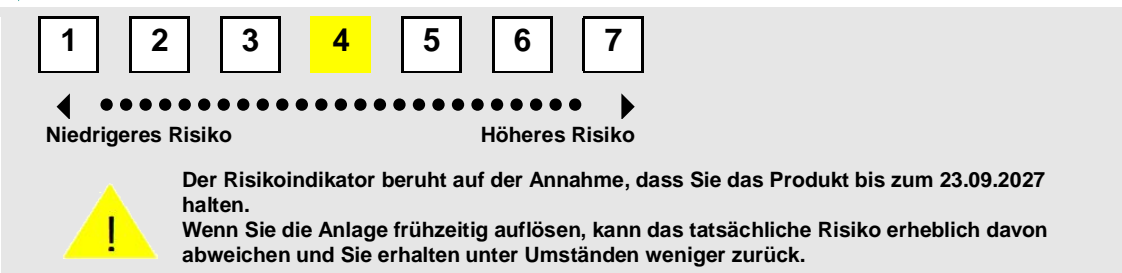 1 2 3 4 5 6 7
Niedrigeres Risiko Höheres Risiko
Der Risikoindikator beruht auf der Annahme, dass Sie das Produkt bis zum 23.09.2027
halten.
Wenn Sie die Anlage frühzeitig auflösen, kann das tatsächliche Risiko erheblich davon
abweichen und Sie erhalten unter Umständen weniger zurück.
!